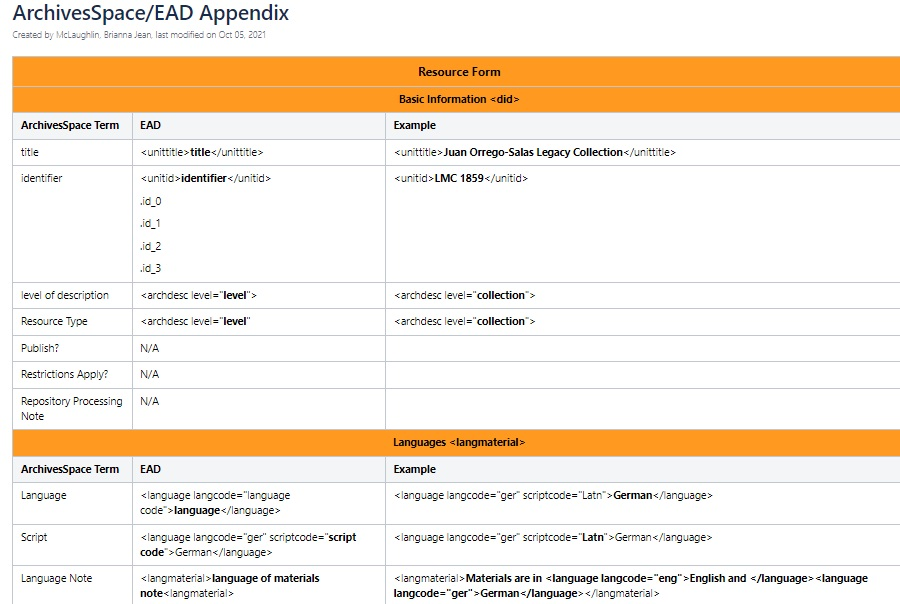 ArchivesSpace/EAD Appendix
Created by McLaughlin, Brianna Jean, last modified on Oct 05, 2021
Resource Form
Basic Information <did>
ArchivesSpace Term EAD Example
title <unittitle>title</unittitle> <unittitle>Juan Orrego-Salas Legacy Collection</unittitle>
identifier <unitid>identifier</unitid> <unitid>LMC 1859</unitid>
.id_0
.id_1
.id_2
.id_3
level of description <archdesc level="level"> <archdesc level="collection">
Resource Type <archdesc level="level" <archdesc level="collection">
Publish? N/A
Restrictions Apply? N/A
Repository Processing N/A
Note
Languages <langmaterial>
ArchivesSpace Term EAD Example
Language <language langcode="language <language langcode="ger" scriptcode="Latn">German</language>
code">language</language>
Script <language langcode="ger" scriptcode="script <language langcode="ger" scriptcode="Latn">German</language>
code">German</language>
Language Note <langmaterial>language of materials <langmaterial>Materials are in <language langcode="eng">English and </language><language
note<langmaterial> langcode="ger">German</language></langmaterial>